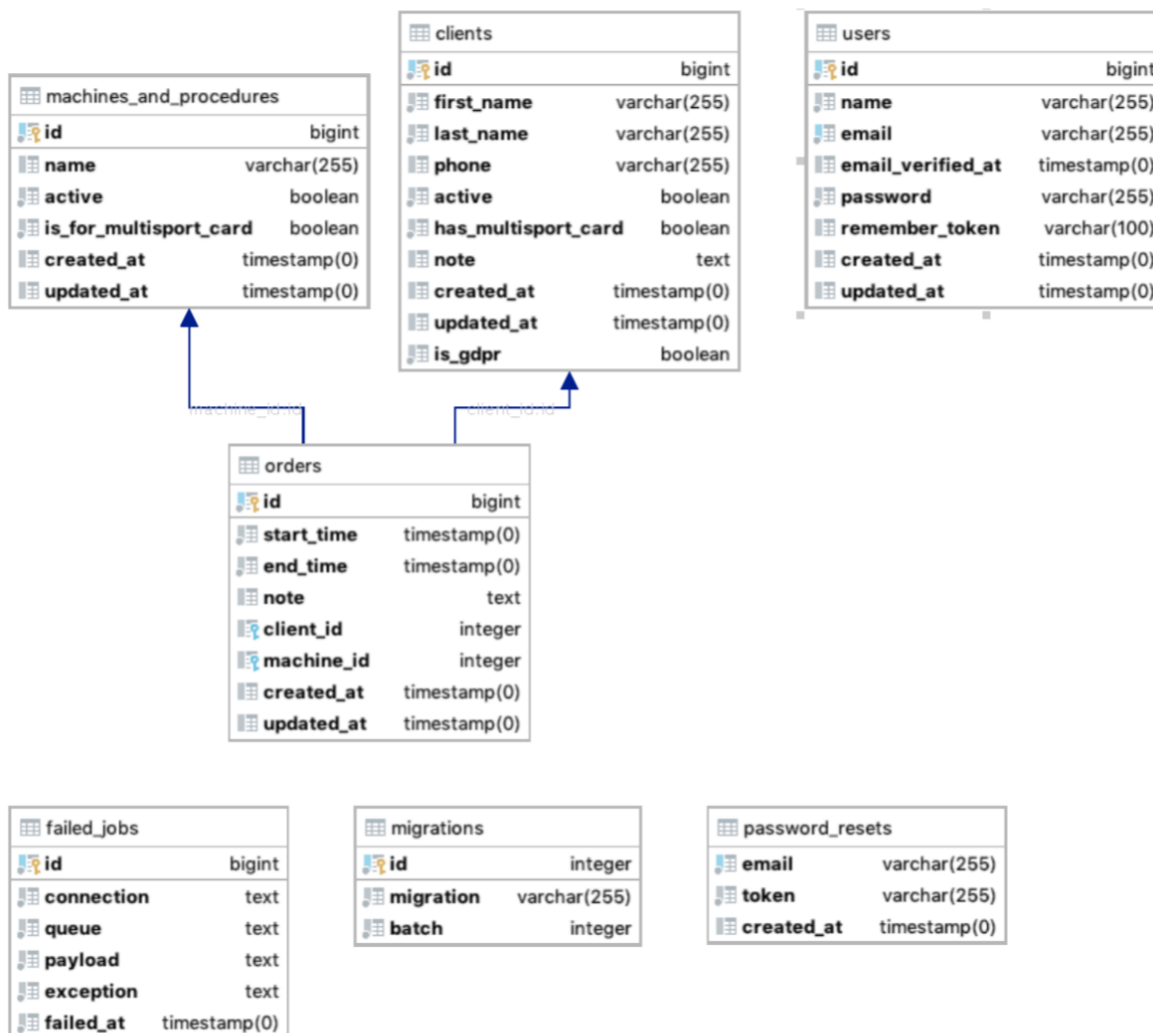 machines_and_procedures
id bigint
name varchar(255)
active boolean
is_for_multisport_card boolean
created_at timestamp(0)
updated_at timestamp(0)
clients
id bigint
first_name varchar(255)
last_name varchar(255)
phone varchar(255)
active boolean
has_multisport_card boolean
note text
created_at timestamp(0)
updated_at timestamp(0)
is_gdpr boolean
users
id bigint
name varchar(255)
email varchar(255)
email_verified_at timestamp(0)
password varchar(255)
remember_token varchar(100)
created_at timestamp(0)
updated_at timestamp(0)
machine_id:id
client_id:id
orders
id bigint
start_time timestamp(0)
end_time timestamp(0)
note text
client_id integer
machine_id integer
created_at timestamp(0)
updated_at timestamp(0)
failed_jobs
id bigint
connection text
queue text
payload text
exception text
failed_at timestamp(0)
migrations
id integer
migration varchar(255)
batch integer
password_resets
email varchar(255)
token varchar(255)
created_at timestamp(0)